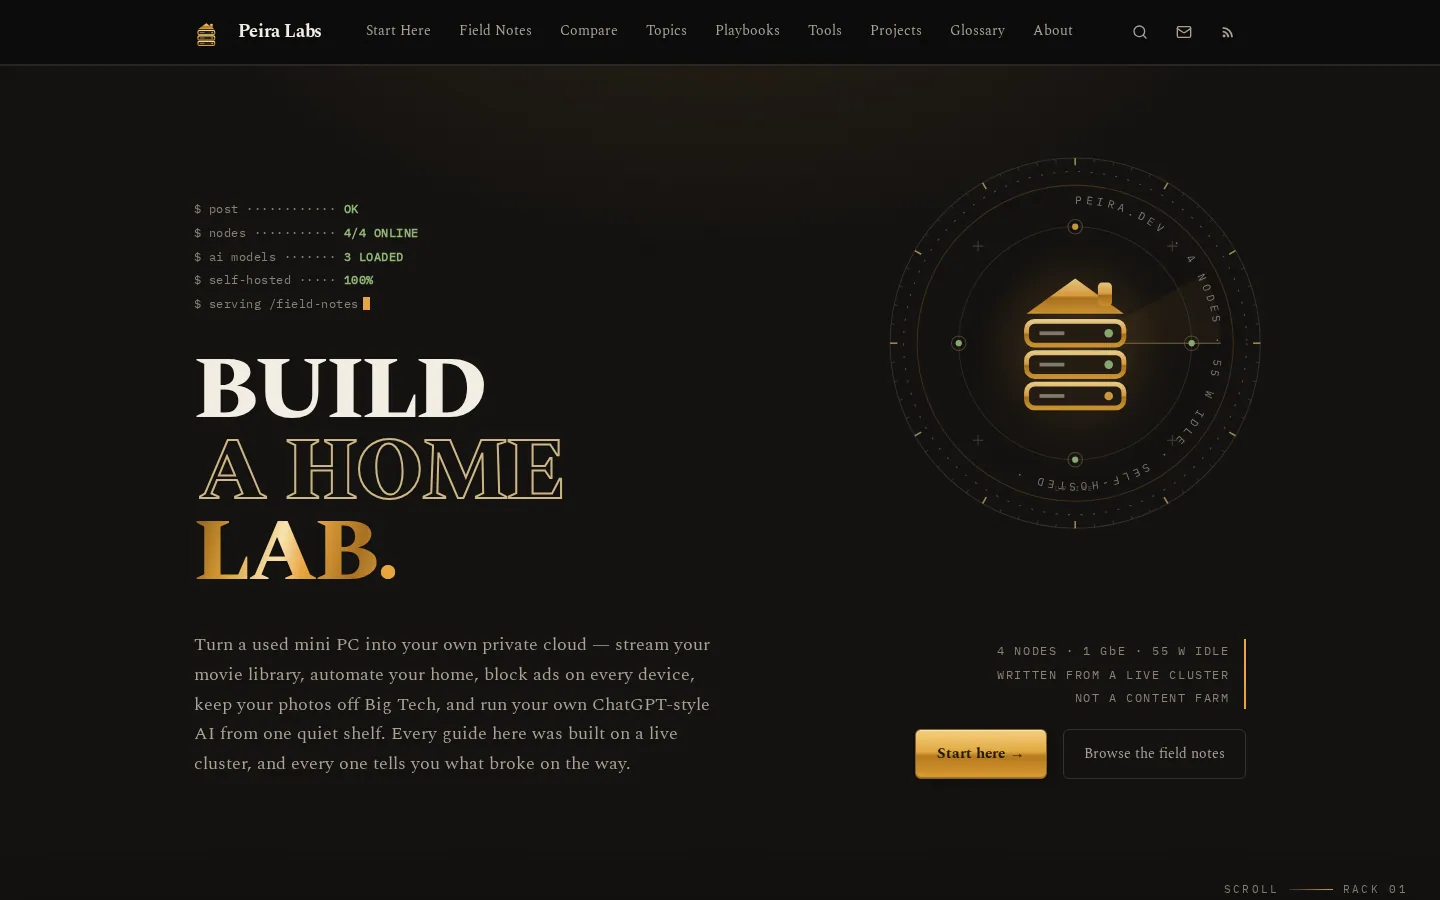 Peira Labs
Start Here
Field Notes
Compare
Topics
Playbooks
Tools
Projects
Glossary
About
$ post ············ OK
$ nodes ··········· 4/4 ONLINE
$ ai models ······· 3 LOADED
$ self-hosted ····· 100%
$ serving /field-notes
BUILD
A HOME
LAB.
PEIRA.DEV · 4 NODES · 55 W IDLE · SELF-HOSTED ·
Turn a used mini PC into your own private cloud — stream your
movie library, automate your home, block ads on every device,
keep your photos off Big Tech, and run your own ChatGPT-style
AI from one quiet shelf. Every guide here was built on a live
cluster, and every one tells you what broke on the way.
4 NODES · 1 GbE · 55 W IDLE
WRITTEN FROM A LIVE CLUSTER
NOT A CONTENT FARM
Start here →
Browse the field notes
SCROLL
RACK 01